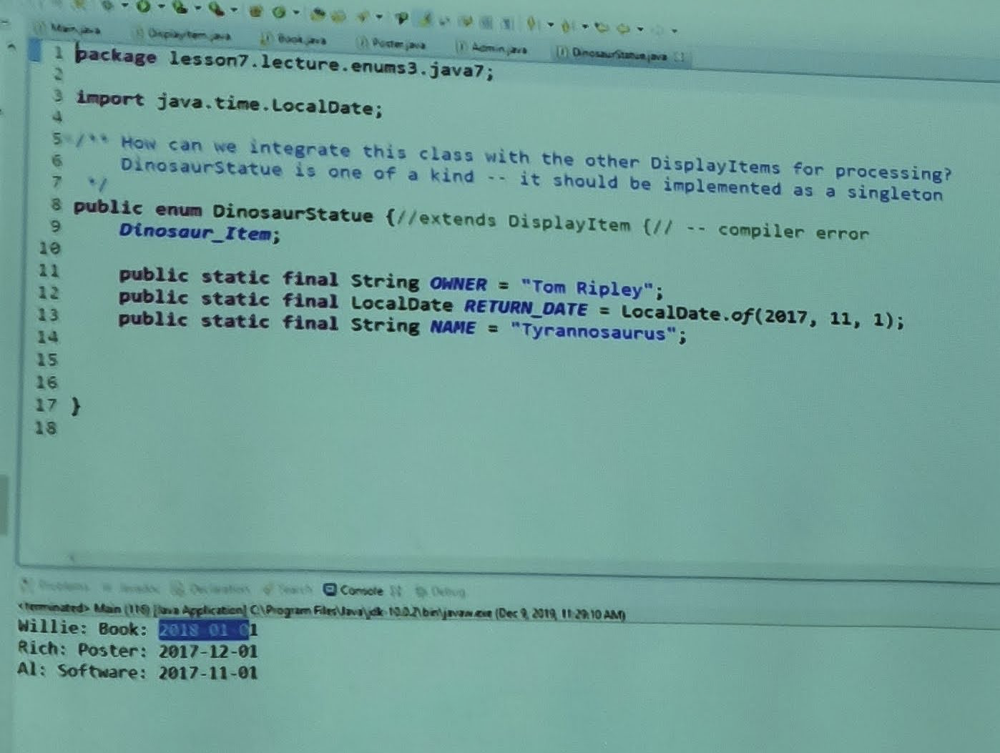 Main.java DisplayItem.java Book.java Poster.java Admin.java DinosaurStatue.java
1 package lesson7.lecture.enums3.java7;
2
3 import java.time.LocalDate;
4
5 /** How can we integrate this class with the other DisplayItems for processing?
6 DinosaurStatue is one of a kind -- it should be implemented as a singleton
7 */
8 public enum DinosaurStatue {//extends DisplayItem {// -- compiler error
9 Dinosaur_Item;
10
11 public static final String OWNER = "Tom Ripley";
12 public static final LocalDate RETURN_DATE = LocalDate.of(2017, 11, 1);
13 public static final String NAME = "Tyrannosaurus";
14
15
16
17 }
18
Problems Javadoc Declaration Search Console Debug
<terminated> Main (116) [Java Application] C:\Program Files\Java\jdk-10.0.2\bin\javaw.exe (Dec 9, 2019, 11:29:10 AM)
Willie: Book: 2018-01-01
Rich: Poster: 2017-12-01
Al: Software: 2017-11-01